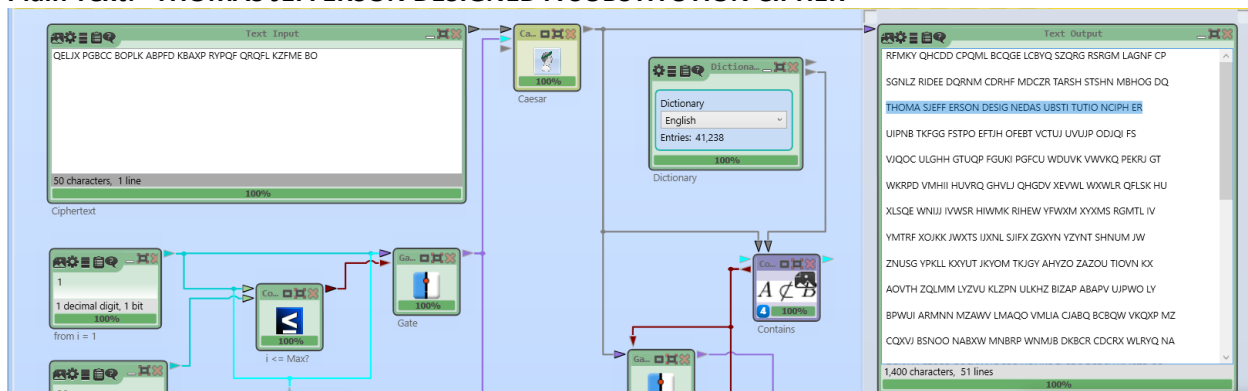 Plain Text: THOMAS JEFFERSON DESIGNED A SUBSTITUTION CIPHER
Text Input
QELJX PGBCC BOPLK ABPFD KBAXP RYPQF QRQFL KZFME BO
50 characters, 1 line
100%
Ciphertext
Ca...
100%
Caesar
Dictiona...
Dictionary
English
Entries: 41,238
100%
Dictionary
Text Output
RFMKY QHCDD CPQML BCQGE LCBYQ SZQRG RSRGM LAGNF CP
SGNLZ RIDEE DQRNM CDRHF MDCZR TARSH STSHN MBHOG DQ
THOMA SJEFF ERSON DESIG NEDAS UBSTI TUTIO NCIPH ER
UIPNB TKFGG FSTPO EFTJH OFEBT VCTUJ UVUJP ODJQI FS
VJQOC ULGHH GTUQP FGUKI PGFCU WDUVK VWVKQ PEKRJ GT
WKRPD VMHII HUVRQ GHVLJ QHGDV XEVWL WXWLR QFLSK HU
XLSQE WNIJJ IVWSR HIWMK RIHEW YFWXM XYXMS RGMTL IV
YMTRF XOJKK JWXTS IJXNL SJIFX ZGXYN YZYNT SHNUM JW
ZNUSG YPKLL KXYUT JKYOM TKJGY AHYZO ZAZOU TIOVN KX
AOVTH ZQLMM LYZVU KLZPN ULKHZ BIZAP ABAPV UJPWO LY
BPWUI ARMNN MZAWV LMAQO VMLIA CJABQ BCBQW VKQXP MZ
CQXVJ BSNOO NABXW MNBRP WNMJB DKBCR CDCRX WLRYQ NA
1,400 characters, 51 lines
100%
1
1 decimal digit, 1 bit
100%
from i = 1
Co...
≤
100%
i <= Max?
Ga...
100%
Gate
Co...
A ⊄ B
4 100%
Contains
Ga...